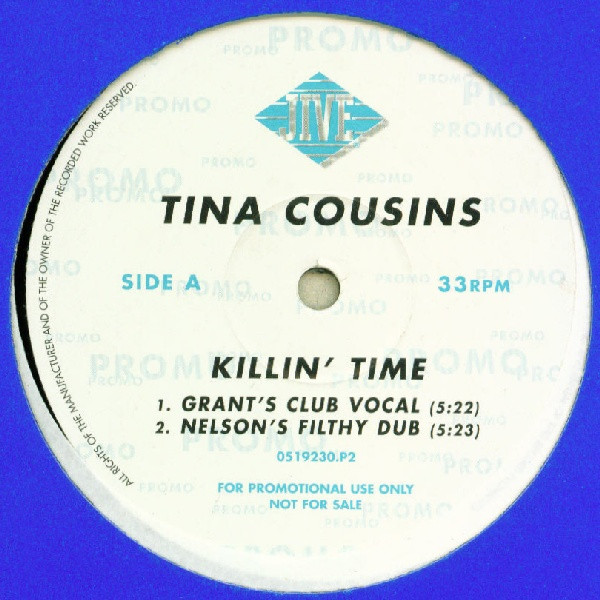 PROMO
JIVE
TINA COUSINS
SIDE A
33RPM
KILLIN' TIME
1. GRANT'S CLUB VOCAL (5:22)
2. NELSON'S FILTHY DUB (5:23)
0519230.P2
FOR PROMOTIONAL USE ONLY
NOT FOR SALE
ALL RIGHTS OF THE MANUFACTURER AND OF THE OWNER OF THE RECORDED WORK RESERVED.